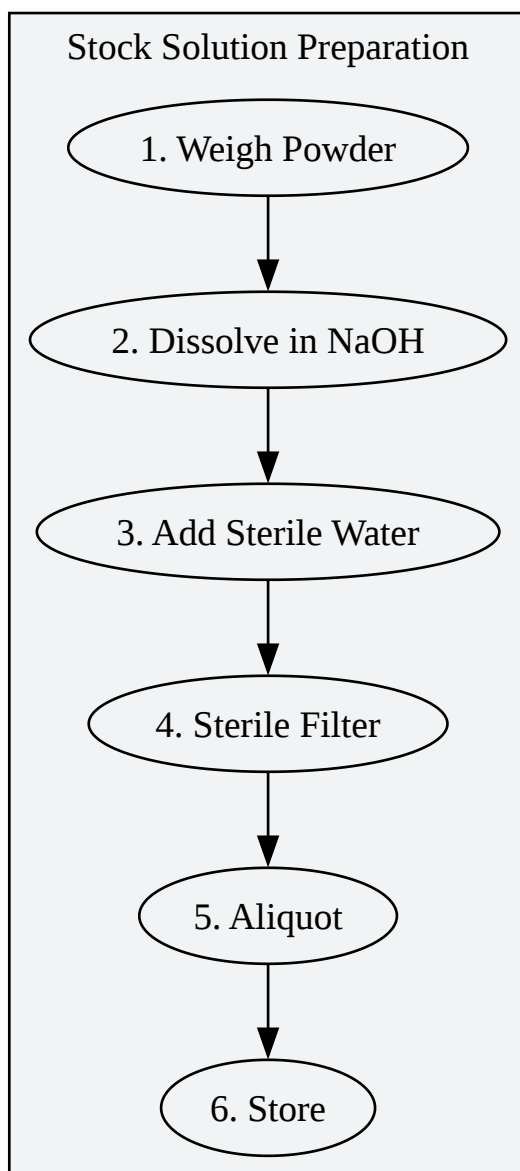 Stock Solution Preparation
1. Weigh Powder
2. Dissolve in NaOH
3. Add Sterile Water
4. Sterile Filter
5. Aliquot
6. Store